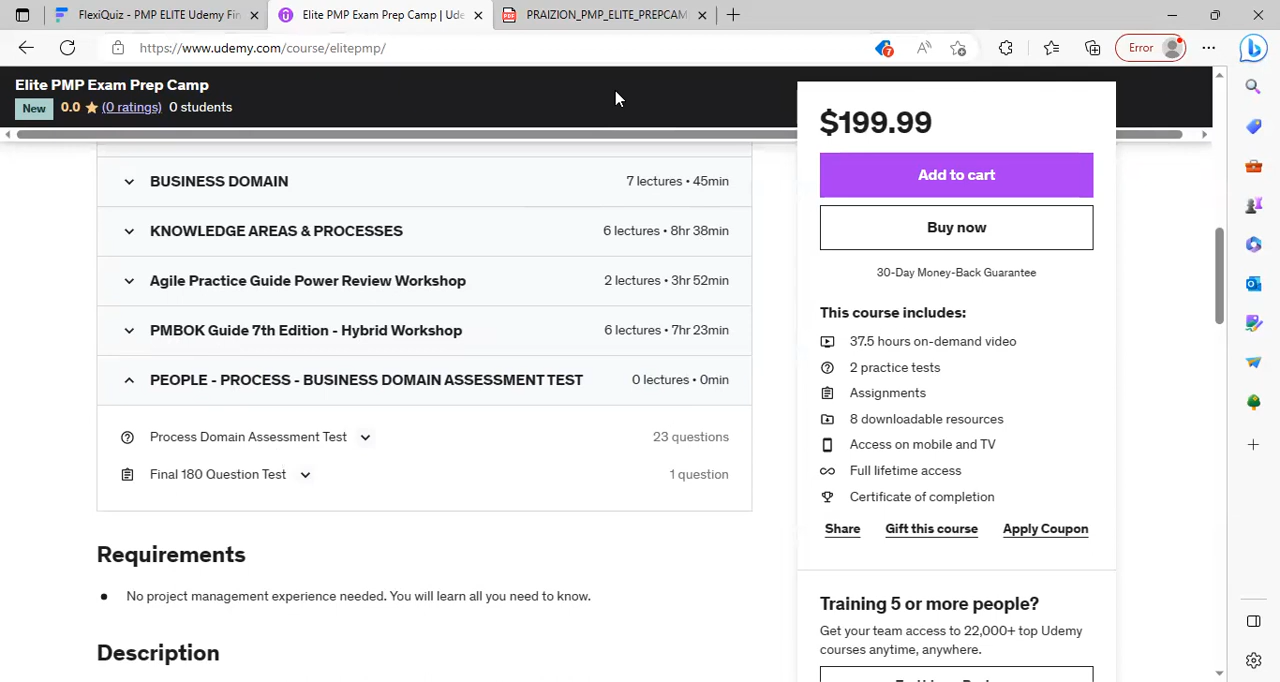 FlexiQuiz - PMP ELITE Udemy Fin
Elite PMP Exam Prep Camp | Ude
PRAIZION_PMP_ELITE_PREPCAM
https://www.udemy.com/course/elitepmp/
7
Error
Elite PMP Exam Prep Camp
New 0.0 (0 ratings) 0 students
BUSINESS DOMAIN 7 lectures • 45min
KNOWLEDGE AREAS & PROCESSES 6 lectures • 8hr 38min
Agile Practice Guide Power Review Workshop 2 lectures • 3hr 52min
PMBOK Guide 7th Edition - Hybrid Workshop 6 lectures • 7hr 23min
PEOPLE - PROCESS - BUSINESS DOMAIN ASSESSMENT TEST 0 lectures • 0min
Process Domain Assessment Test 23 questions
Final 180 Question Test 1 question
Requirements
No project management experience needed. You will learn all you need to know.
Description
$199.99
Add to cart
Buy now
30-Day Money-Back Guarantee
This course includes:
37.5 hours on-demand video
2 practice tests
Assignments
8 downloadable resources
Access on mobile and TV
Full lifetime access
Certificate of completion
Share Gift this course Apply Coupon
Training 5 or more people?
Get your team access to 22,000+ top Udemy
courses anytime, anywhere.